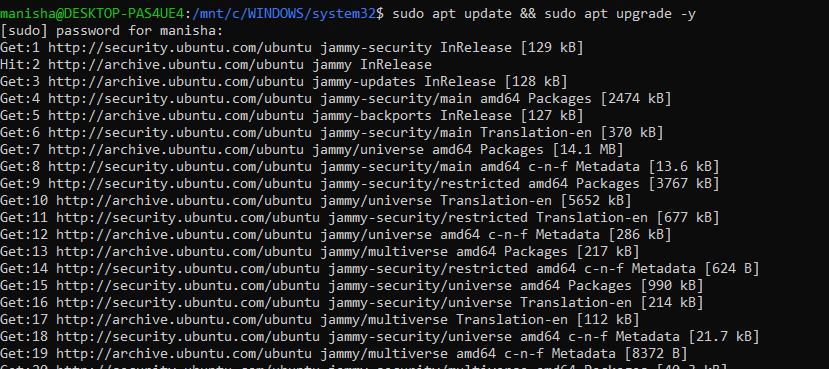 manisha@DESKTOP-PAS4UE4:/mnt/c/WINDOWS/system32$ sudo apt update && sudo apt upgrade -y
[sudo] password for manisha:
Get:1 http://security.ubuntu.com/ubuntu jammy-security InRelease [129 kB]
Hit:2 http://archive.ubuntu.com/ubuntu jammy InRelease
Get:3 http://archive.ubuntu.com/ubuntu jammy-updates InRelease [128 kB]
Get:4 http://security.ubuntu.com/ubuntu jammy-security/main amd64 Packages [2474 kB]
Get:5 http://archive.ubuntu.com/ubuntu jammy-backports InRelease [127 kB]
Get:6 http://security.ubuntu.com/ubuntu jammy-security/main Translation-en [370 kB]
Get:7 http://archive.ubuntu.com/ubuntu jammy/universe amd64 Packages [14.1 MB]
Get:8 http://security.ubuntu.com/ubuntu jammy-security/main amd64 c-n-f Metadata [13.6 kB]
Get:9 http://security.ubuntu.com/ubuntu jammy-security/restricted amd64 Packages [3767 kB]
Get:10 http://archive.ubuntu.com/ubuntu jammy/universe Translation-en [5652 kB]
Get:11 http://security.ubuntu.com/ubuntu jammy-security/restricted Translation-en [677 kB]
Get:12 http://archive.ubuntu.com/ubuntu jammy/universe amd64 c-n-f Metadata [286 kB]
Get:13 http://archive.ubuntu.com/ubuntu jammy/multiverse amd64 Packages [217 kB]
Get:14 http://security.ubuntu.com/ubuntu jammy-security/restricted amd64 c-n-f Metadata [624 B]
Get:15 http://security.ubuntu.com/ubuntu jammy-security/universe amd64 Packages [990 kB]
Get:16 http://security.ubuntu.com/ubuntu jammy-security/universe Translation-en [214 kB]
Get:17 http://archive.ubuntu.com/ubuntu jammy/multiverse Translation-en [112 kB]
Get:18 http://security.ubuntu.com/ubuntu jammy-security/universe amd64 c-n-f Metadata [21.7 kB]
Get:19 http://archive.ubuntu.com/ubuntu jammy/multiverse amd64 c-n-f Metadata [8372 B]